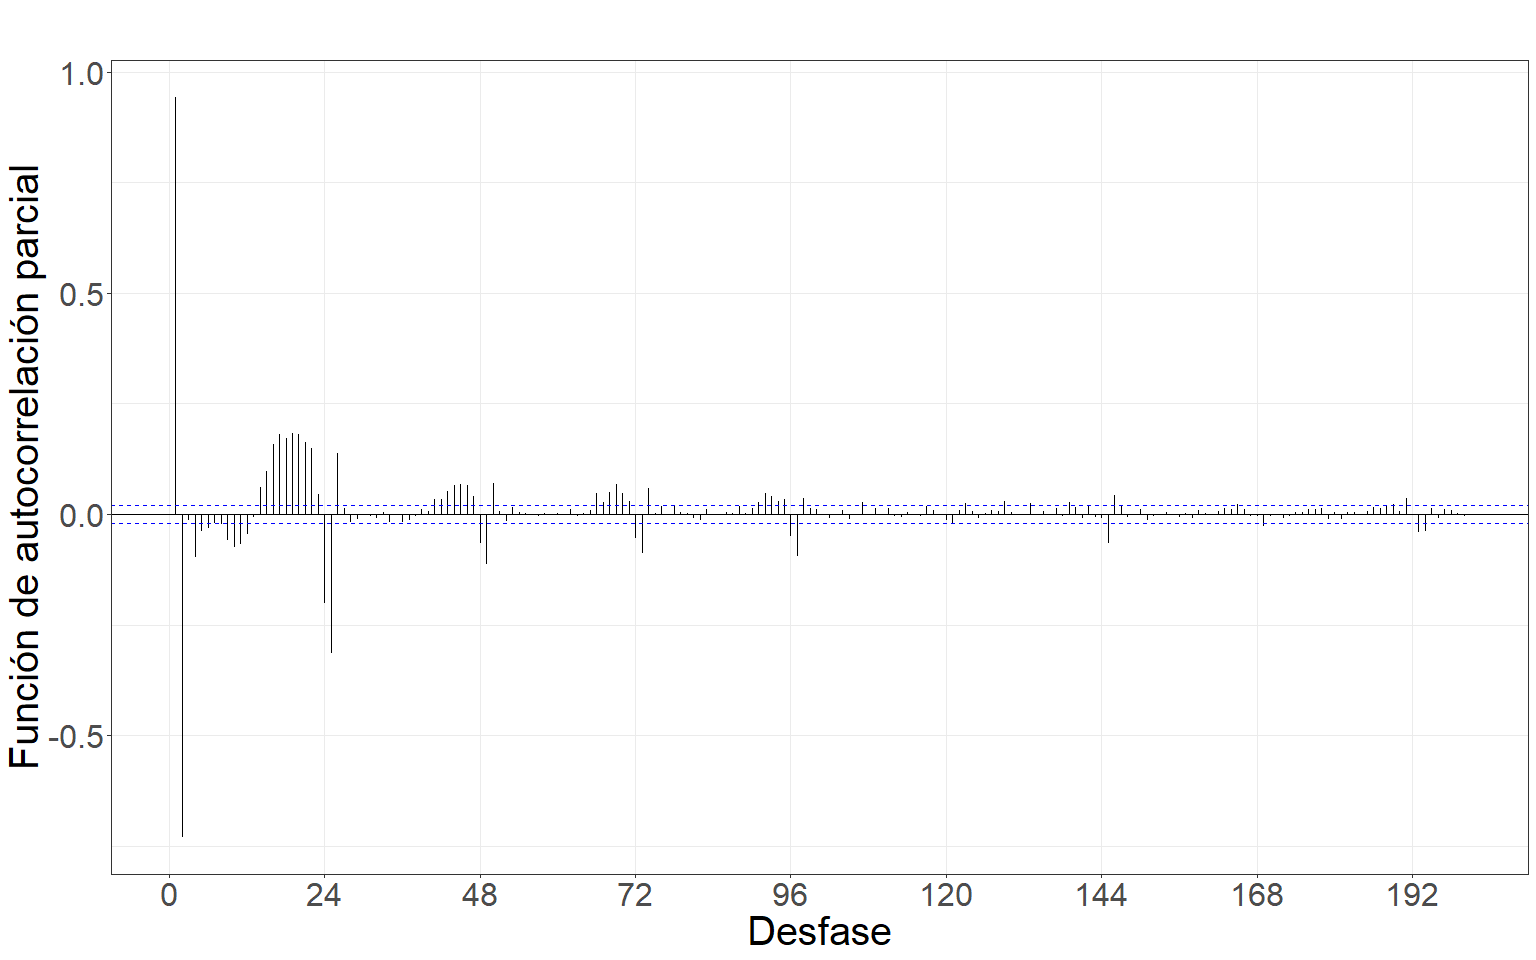 Función de autocorrelación parcial
1.0
0.5
0.0
-0.5
0 24 48 72 96 120 144 168 192
Desfase